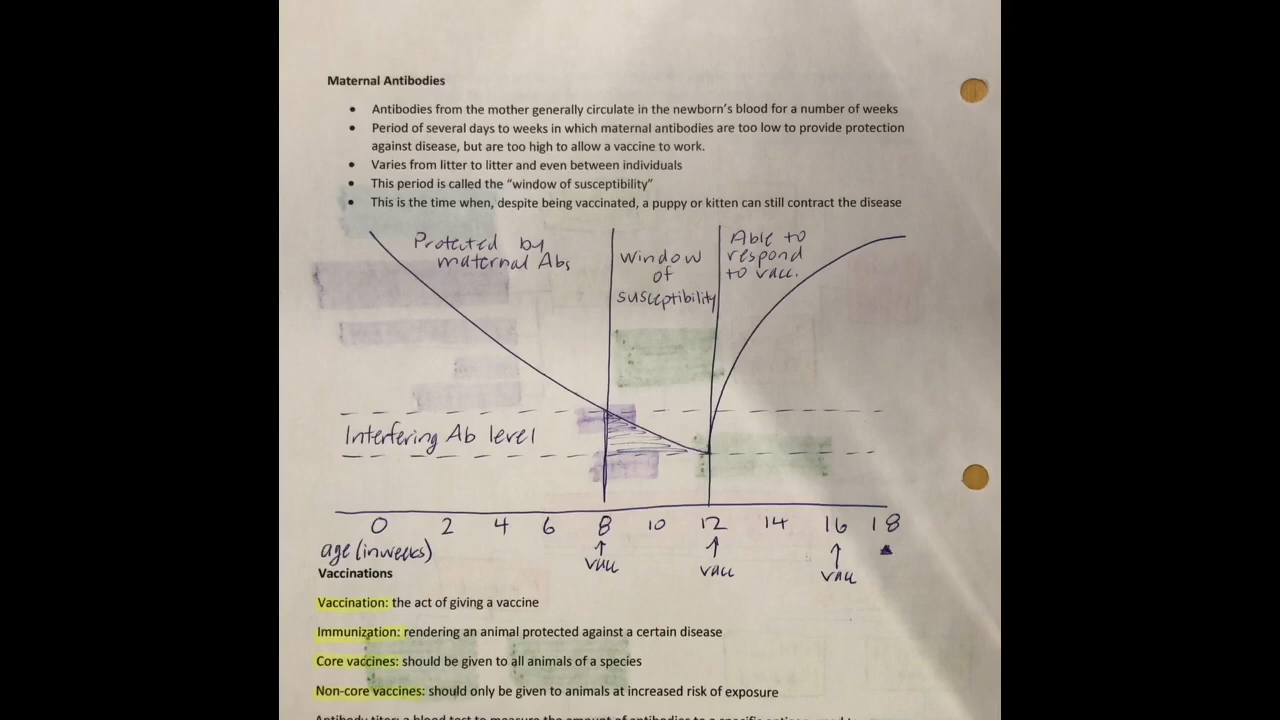 Maternal Antibodies
• Antibodies from the mother generally circulate in the newborn's blood for a number of weeks
• Period of several days to weeks in which maternal antibodies are too low to provide protection
against disease, but are too high to allow a vaccine to work.
• Varies from litter to litter and even between individuals
• This period is called the "window of susceptibility"
• This is the time when, despite being vaccinated, a puppy or kitten can still contract the disease
Protected by
maternal Abs
window
of
susceptibility
Able to
respond
to vacc.
Interfering Ab level
0 2 4 6 8 10 12 14 16 18
age (in weeks)
vacc vacc vacc
Vaccinations
Vaccination: the act of giving a vaccine
Immunization: rendering an animal protected against a certain disease
Core vaccines: should be given to all animals of a species
Non-core vaccines: should only be given to animals at increased risk of exposure